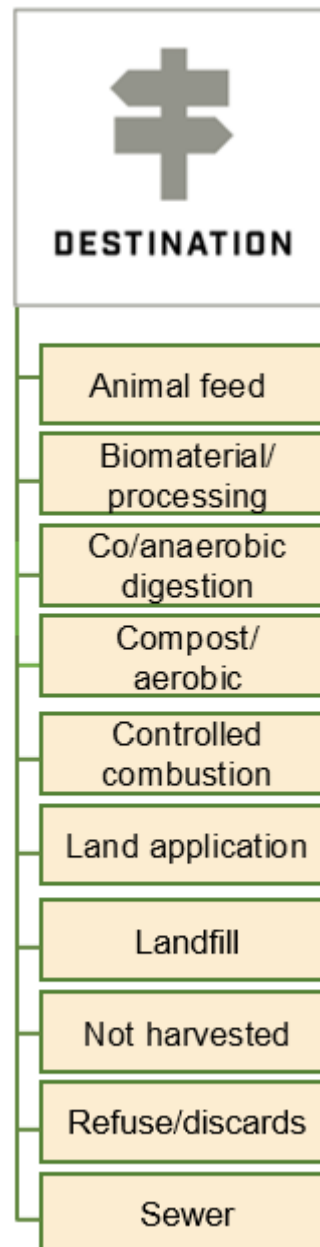 DESTINATION
Animal feed
Biomaterial/
processing
Co/anaerobic
digestion
Compost/
aerobic
Controlled
combustion
Land application
Landfill
Not harvested
Refuse/discards
Sewer